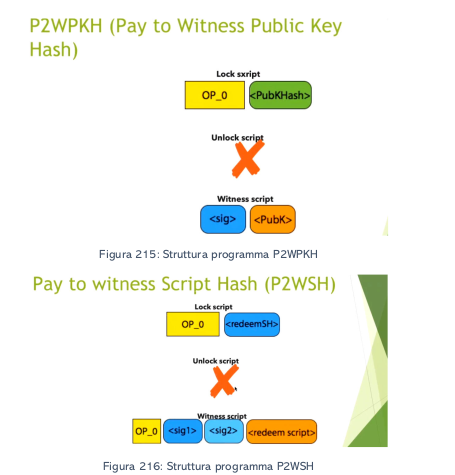 P2WPKH (Pay to Witness Public Key
Hash)
Lock sxript
OP_0 <PubKHash>
Unlock script
Witness script
<sig> <PubK>
Figura 215: Struttura programma P2WPKH
Pay to witness Script Hash (P2WSH)
Lock script
OP_0 <redeemSH>
Unlock script
Witness script
OP_0 <sig1> <sig2> <redeem script>
Figura 216: Struttura programma P2WSH